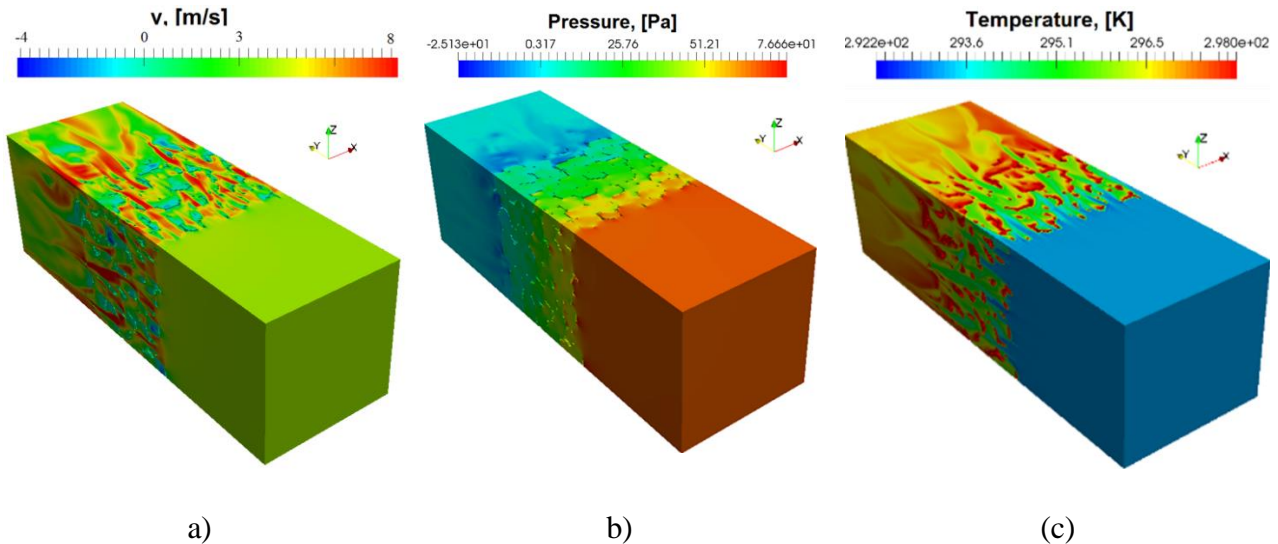 v, [m/s]
-4 0 3 8
Z
Y X
a)
Pressure, [Pa]
-2.513e+01 0.317 25.76 51.21 7.666e+01
Z
Y X
b)
Temperature, [K]
2.922e+02 293.6 295.1 296.5 2.980e+02
Z
Y X
(c)